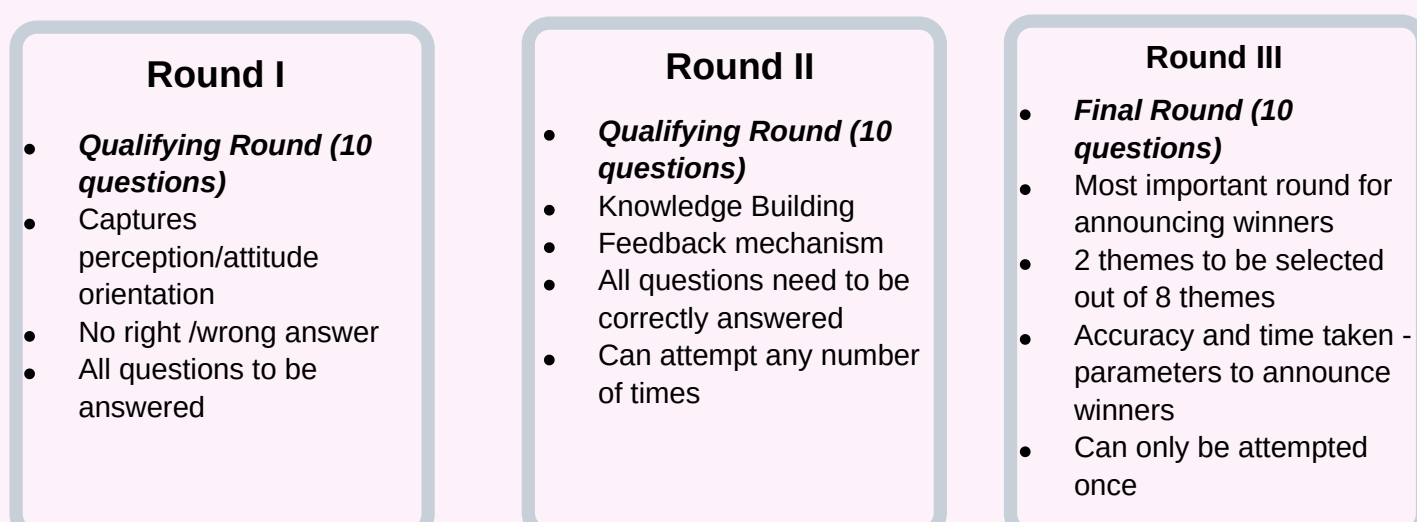 Round I
• Qualifying Round (10
questions)
• Captures
perception/attitude
orientation
• No right /wrong answer
• All questions to be
answered
Round II
• Qualifying Round (10
questions)
• Knowledge Building
• Feedback mechanism
• All questions need to be
correctly answered
• Can attempt any number
of times
Round III
• Final Round (10
questions)
• Most important round for
announcing winners
• 2 themes to be selected
out of 8 themes
• Accuracy and time taken -
parameters to announce
winners
• Can only be attempted
once